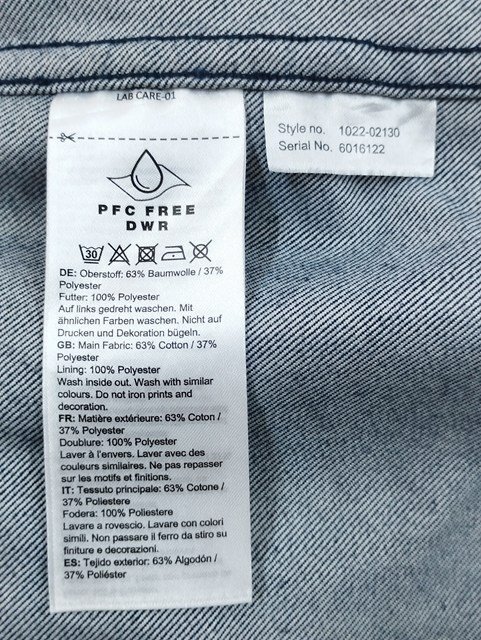 LAB CARE-01
PFC FREE
DWR
30
DE: Oberstoff: 63% Baumwolle / 37%
Polyester
Futter: 100% Polyester
Auf links gedreht waschen. Mit
ähnlichen Farben waschen. Nicht auf
Drucken und Dekoration bügeln.
GB: Main Fabric: 63% Cotton / 37%
Polyester
Lining: 100% Polyester
Wash inside out. Wash with similar
colours. Do not iron prints and
decoration.
FR: Matière extérieure: 63% Coton /
37% Polyester
Doublure: 100% Polyester
Laver à l'envers. Laver avec des
couleurs similaires. Ne pas repasser
sur les motifs et finitions.
IT: Tessuto principale: 63% Cotone /
37% Poliestere
Fodera: 100% Poliestere
Lavare a rovescio. Lavare con colori
simili. Non passare il ferro da stiro su
finiture e decorazioni.
ES: Tejido exterior: 63% Algodón /
37% Poliéster
Style no. 1022-02130
Serial No. 6016122